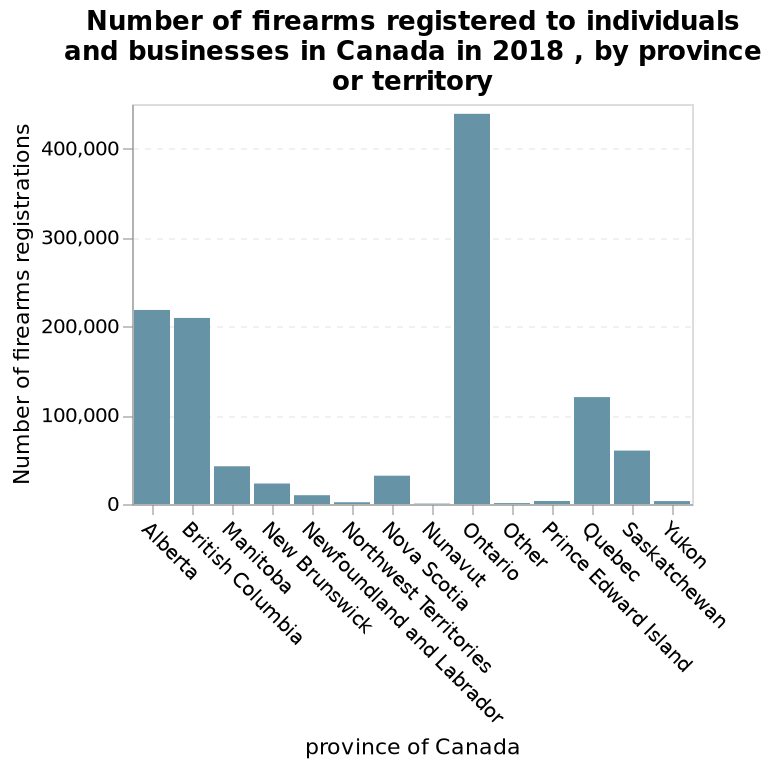 Number of firearms registered to individuals
and businesses in Canada in 2018 , by province
or territory
Number of firearms registrations
400,000
300,000
200,000
100,000
0
Alberta
British Columbia
Manitoba
New Brunswick
Newfoundland and Labrador
Northwest Territories
Nova Scotia
Nunavut
Ontario
Other
Prince Edward Island
Quebec
Saskatchewan
Yukon
province of Canada